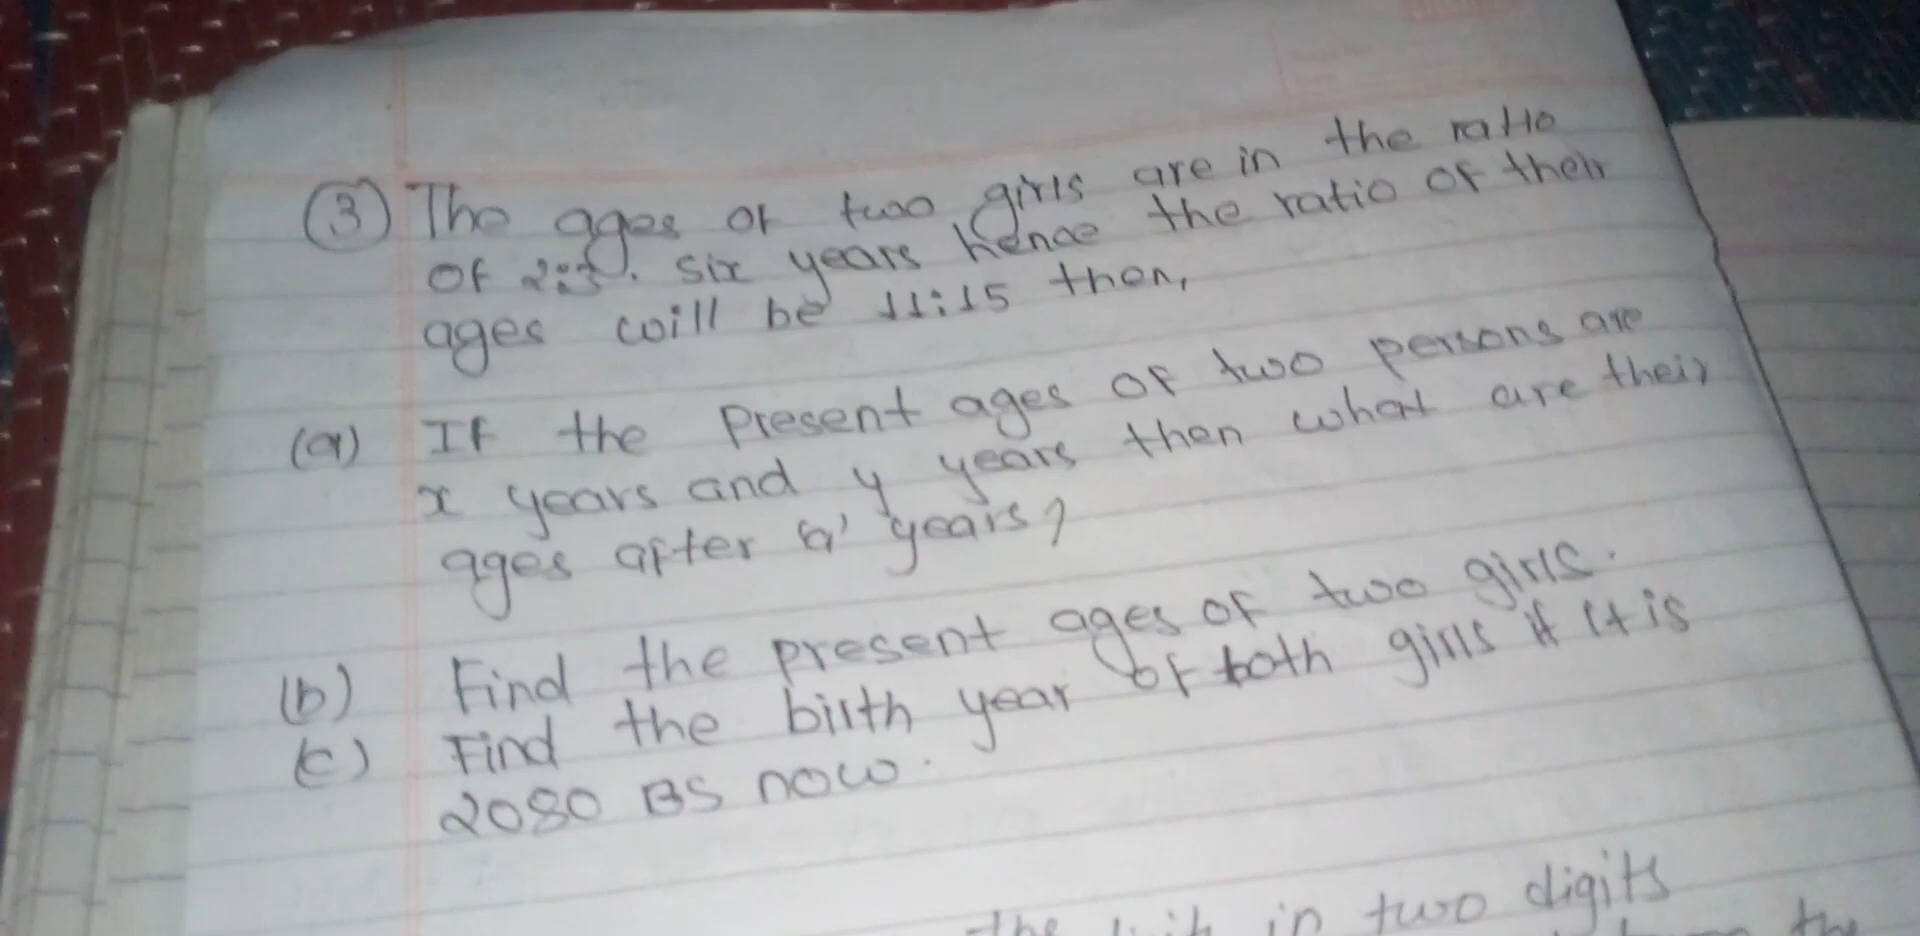 ③ The ages of two girls are in the ratio
of 2:3. six years hence the ratio of their
ages will be 11:15 then,
(a) If the present ages of two persons are
x years and y years then what are their
ages after 'a' years?
(b) Find the present ages of two girls.
(c) Find the birth year of both girls if it is
2080 BS now.
the in two digits
the